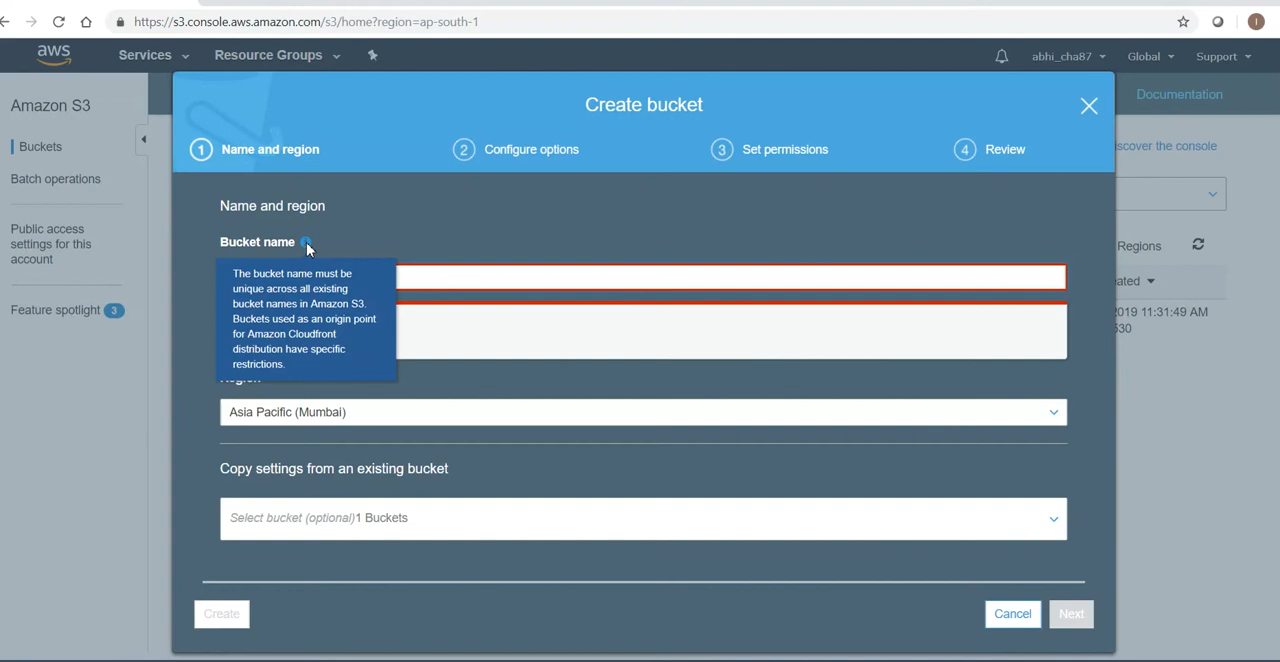 https://s3.console.aws.amazon.com/s3/home?region=ap-south-1
I
aws
Services
Resource Groups
abhi_cha87
Global
Support
Amazon S3
Buckets
Batch operations
Public access
settings for this
account
Feature spotlight 3
Documentation
Create bucket
1 Name and region
2 Configure options
3 Set permissions
4 Review
iscover the console
Name and region
Bucket name
The bucket name must be
unique across all existing
bucket names in Amazon S3.
Buckets used as an origin point
for Amazon Cloudfront
distribution have specific
restrictions.
Regions
ated
2019 11:31:49 AM
530
Region
Asia Pacific (Mumbai)
Copy settings from an existing bucket
Select bucket (optional)1 Buckets
Create
Cancel
Next